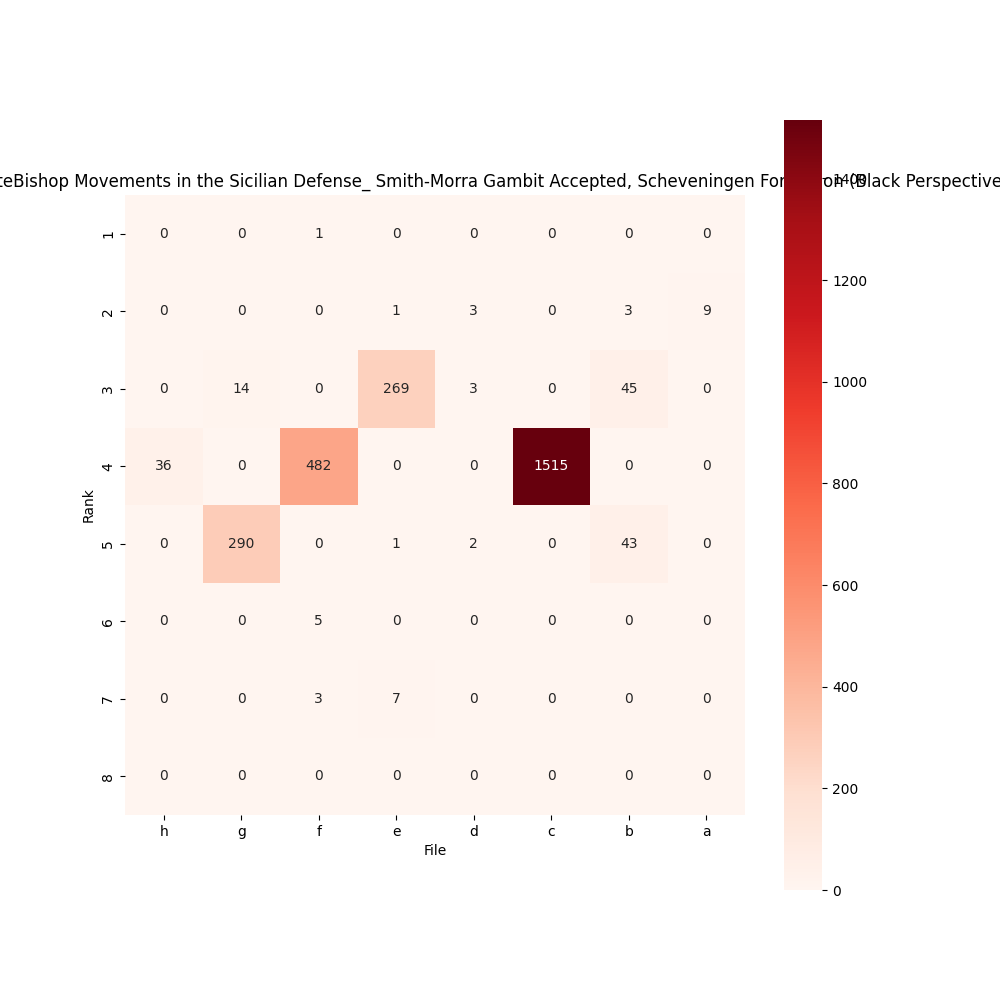 teBishop Movements in the Sicilian Defense_ Smith-Morra Gambit Accepted, Scheveningen For on (Black Perspective
1400
1 0 0 1 0 0 0 0 0
1200
2 0 0 0 1 3 0 3 9
3 0 14 0 269 3 0 45 0
1000
4 36 0 482 0 0 1515 0 0
800
Rank
5 0 290 0 1 2 0 43 0
600
6 0 0 5 0 0 0 0 0
400
7 0 0 3 7 0 0 0 0
8 0 0 0 0 0 0 0 0
200
h g f e d c b a
File
0